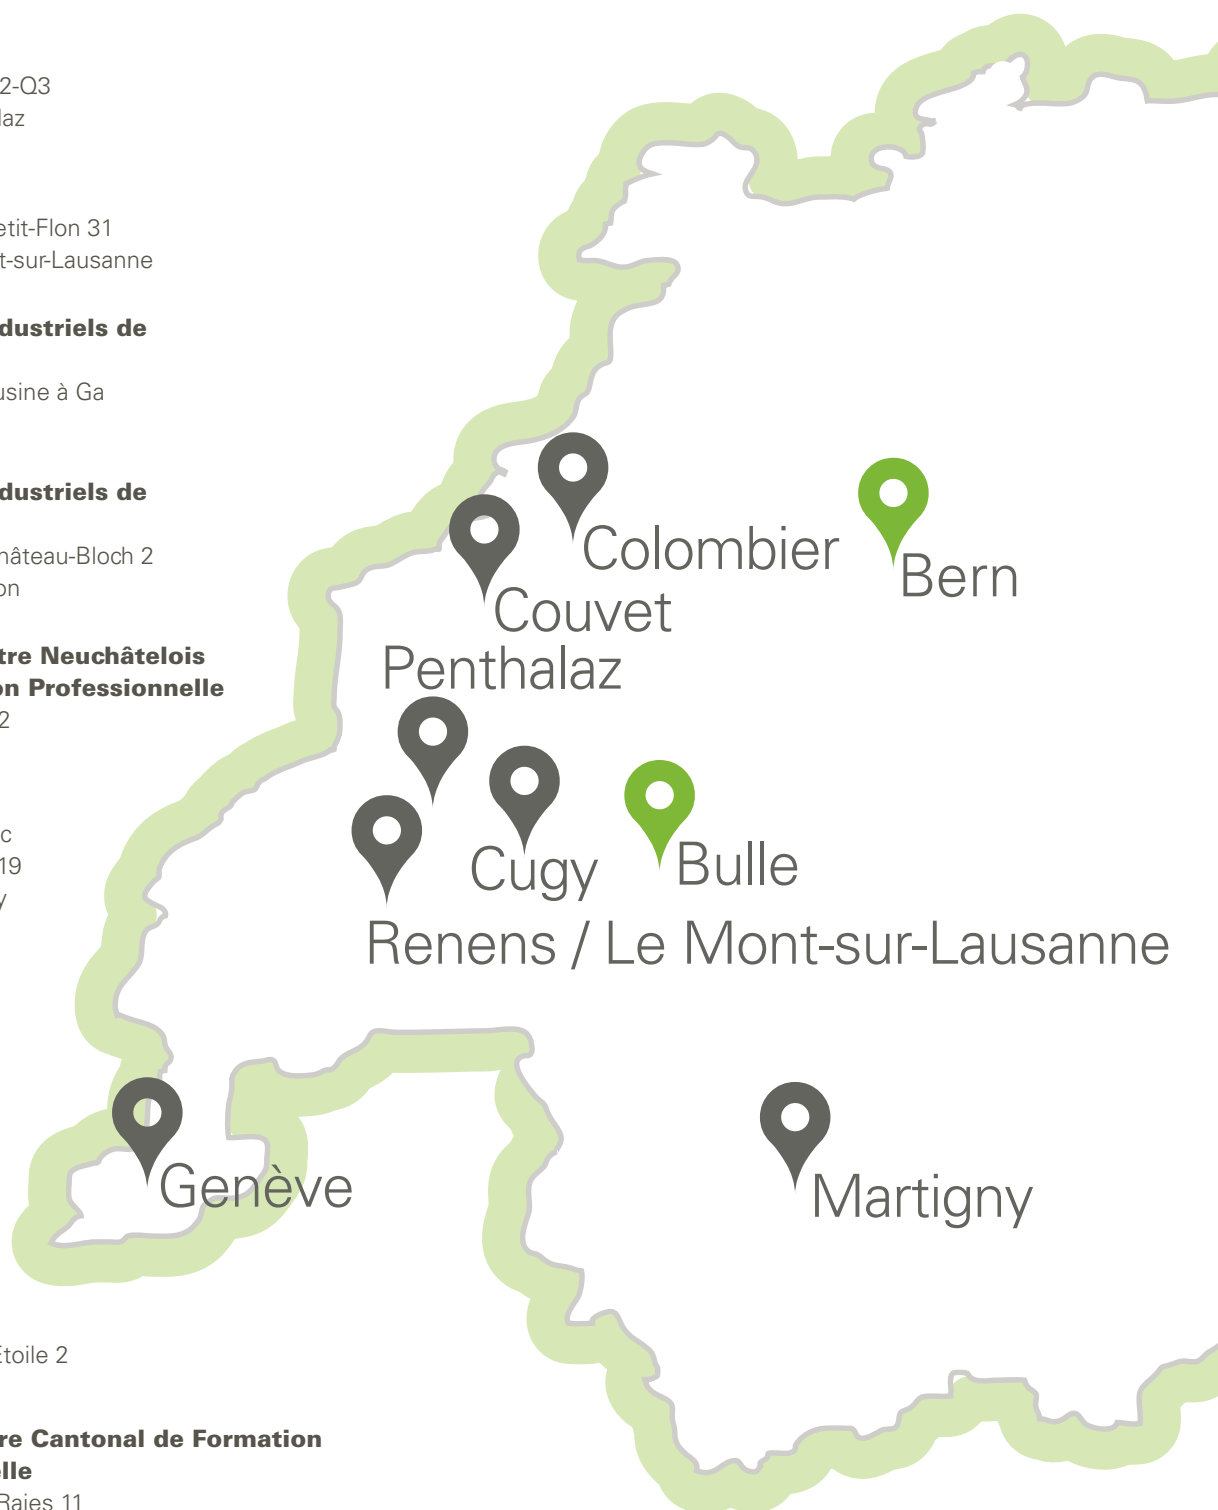 2-Q3
laz
etit-Flon 31
t-sur-Lausanne
dustriels de
usine à Ga
dustriels de
hâteau-Bloch 2
on
tre Neuchâtelois
on Professionnelle
2
c
19
y
Etoile 2
re Cantonal de Formation
elle
Raies 11
Colombier
Bern
Couvet
Penthalaz
Cugy
Bulle
Renens / Le Mont-sur-Lausanne
Genève
Martigny